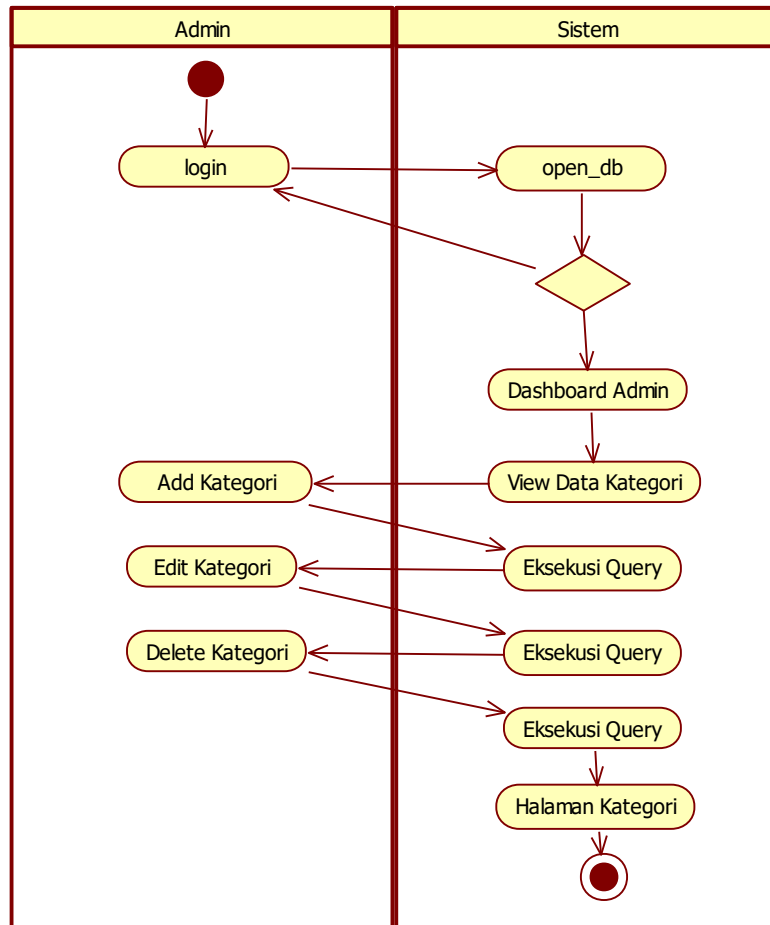 Admin
Sistem
login
open_db
Dashboard Admin
Add Kategori
View Data Kategori
Edit Kategori
Eksekusi Query
Delete Kategori
Eksekusi Query
Eksekusi Query
Halaman Kategori